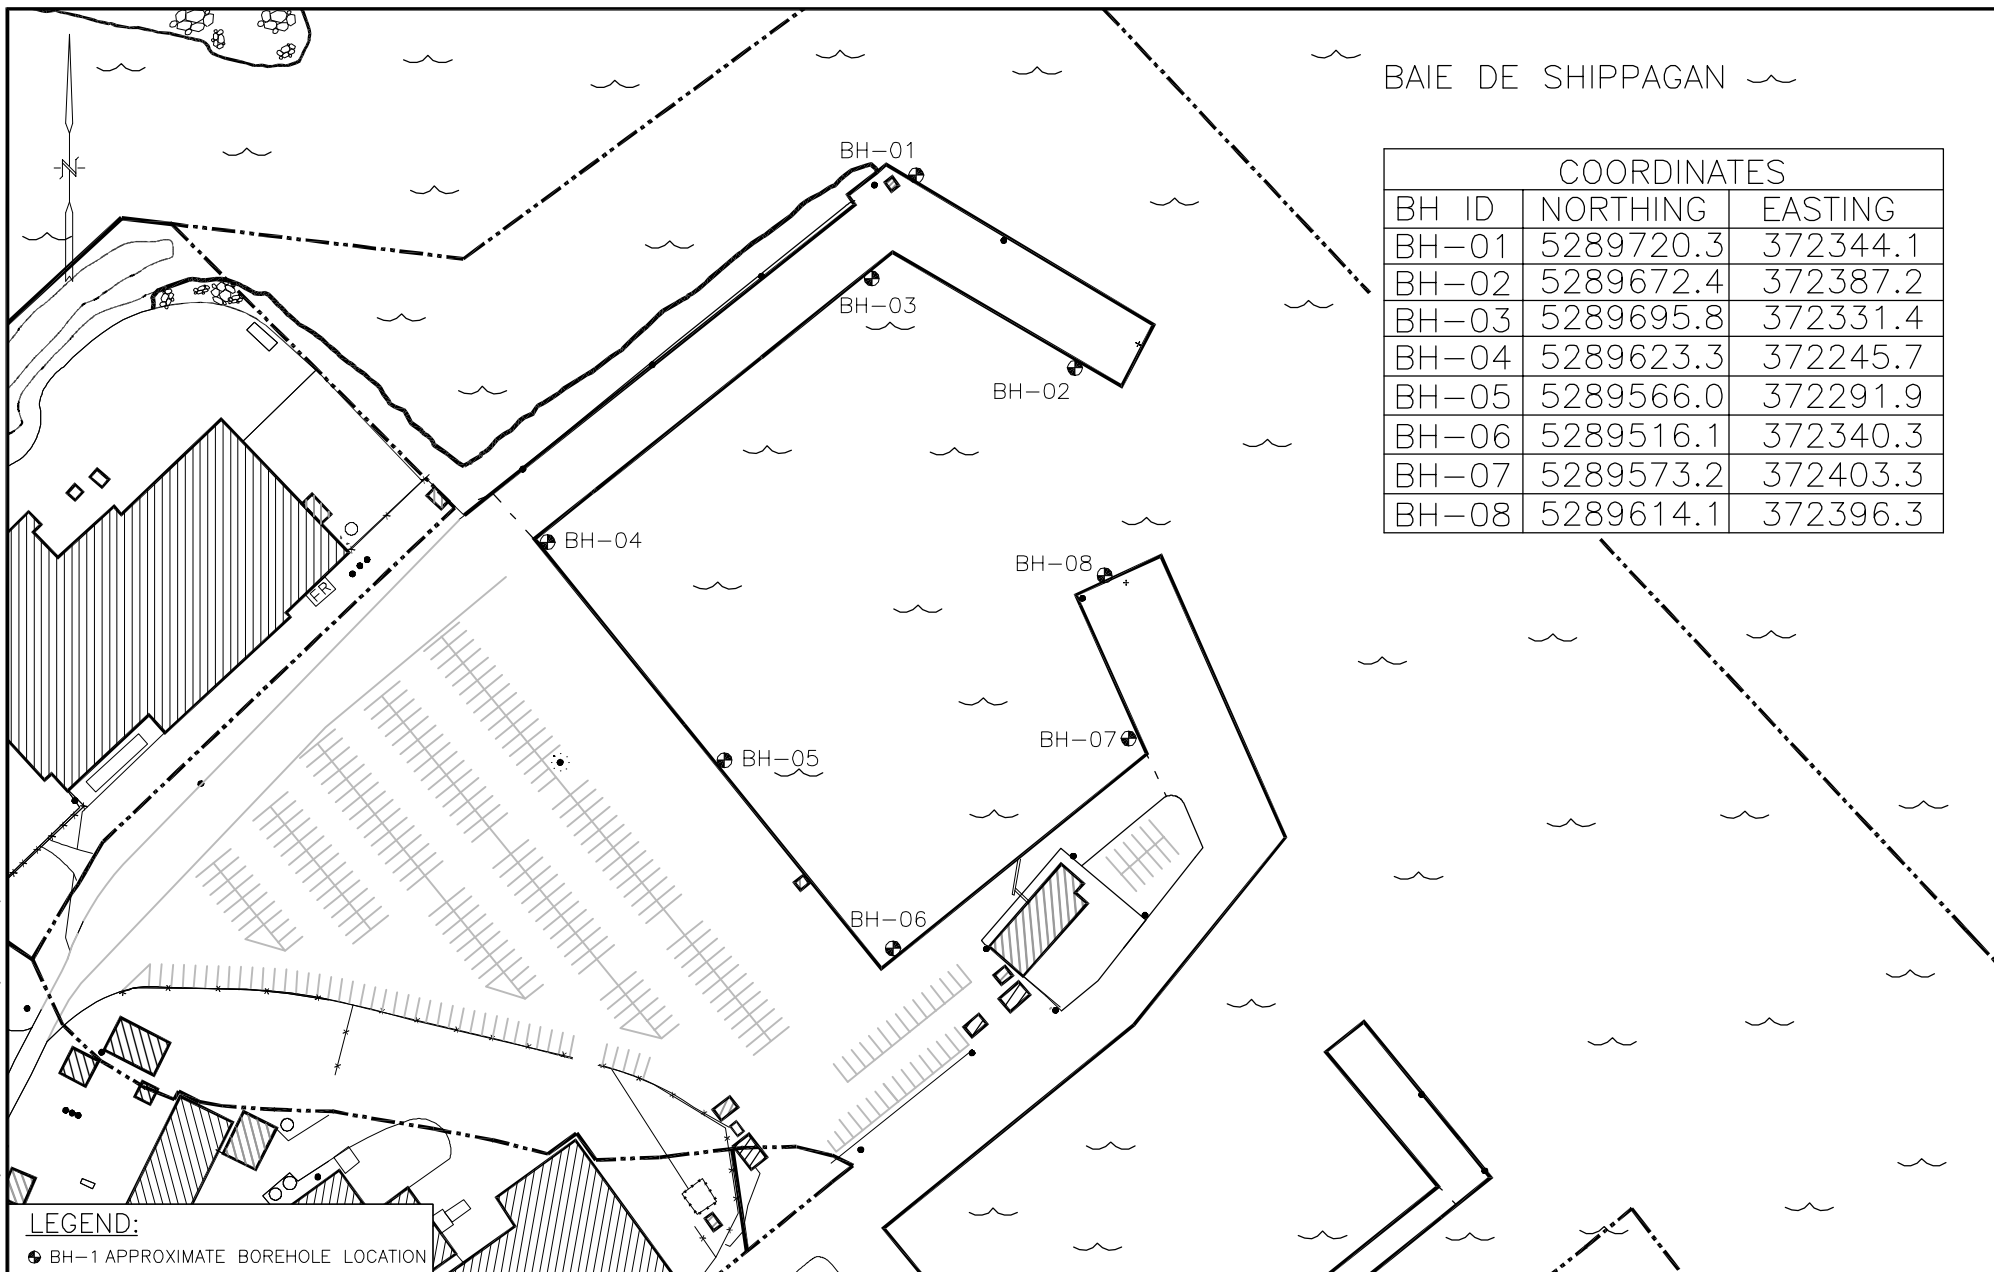 BAIE DE SHIPPAGAN
COORDINATES
BH ID NORTHING EASTING
BH-01 5289720.3 372344.1
BH-02 5289672.4 372387.2
BH-03 5289695.8 372331.4
BH-04 5289623.3 372245.7
BH-05 5289566.0 372291.9
BH-06 5289516.1 372340.3
BH-07 5289573.2 372403.3
BH-08 5289614.1 372396.3
N
BH-01
BH-03
BH-02
BH-04
BH-08
FR
BH-07
BH-05
BH-06
LEGEND:
BH-1 APPROXIMATE BOREHOLE LOCATION